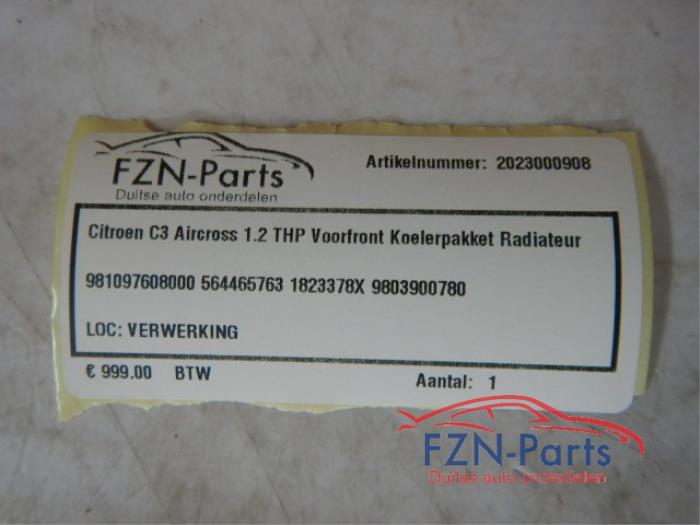 FZN-Parts
Duitse auto onderdelen
Artikelnummer: 2023000908
Citroen C3 Aircross 1.2 THP Voorfront Koelerpakket Radiateur
981097608000 564465763 1823378X 9803900780
LOC: VERWERKING
€ 999.00 BTW
Aantal: 1
FZN-Parts
Duitse auto onderdelen